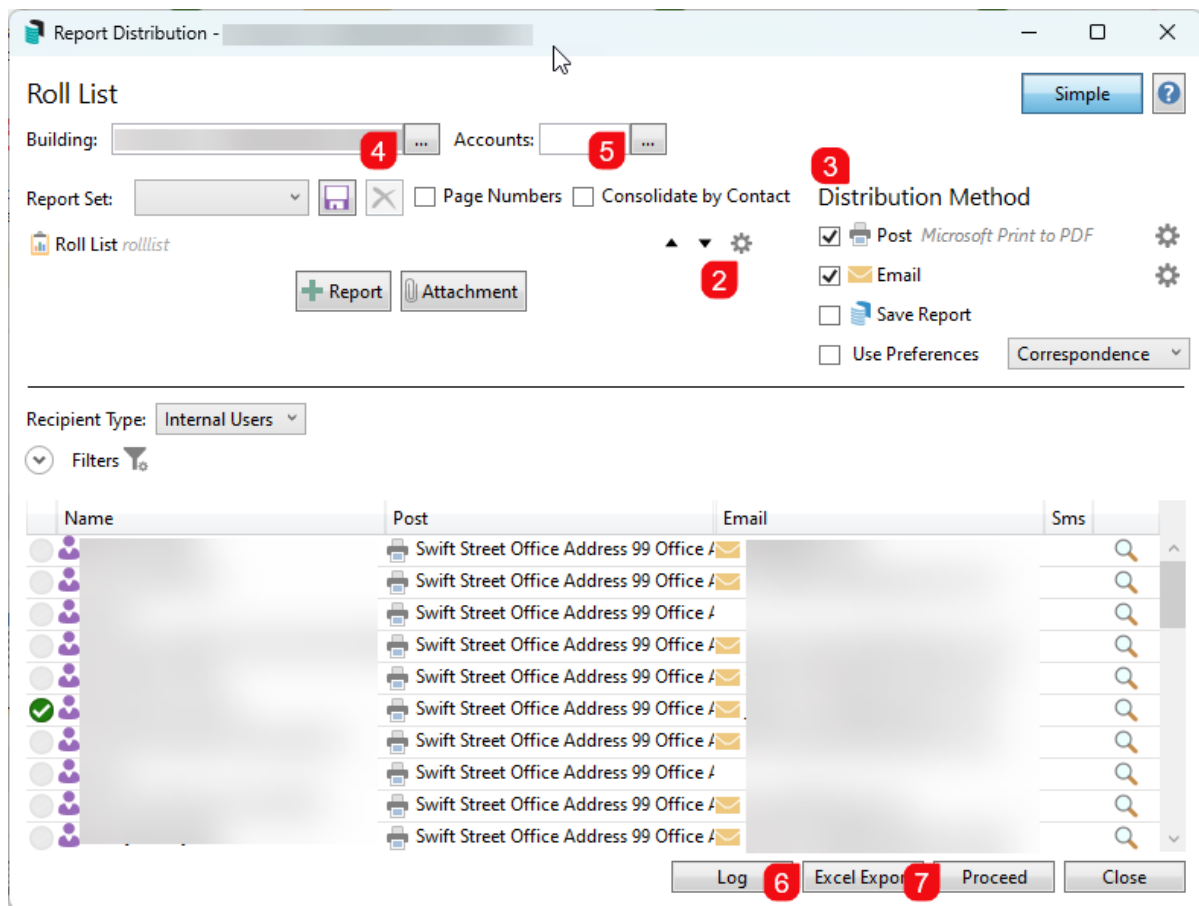 Report Distribution -
Roll List
Simple
?
Building:
4
...
Accounts:
5
...
3
Report Set:
Page Numbers
Consolidate by Contact
Distribution Method
Roll List rolllist
Post Microsoft Print to PDF
2
Email
Report
Attachment
Save Report
Use Preferences
Correspondence
Recipient Type:
Internal Users
Filters
Name Post Email Sms
Swift Street Office Address 99 Office
Swift Street Office Address 99 Office
Swift Street Office Address 99 Office
Swift Street Office Address 99 Office
Swift Street Office Address 99 Office
Swift Street Office Address 99 Office
Swift Street Office Address 99 Office
Swift Street Office Address 99 Office
Swift Street Office Address 99 Office
Swift Street Office Address 99 Office
Log
6
Excel Expor
7
Proceed
Close